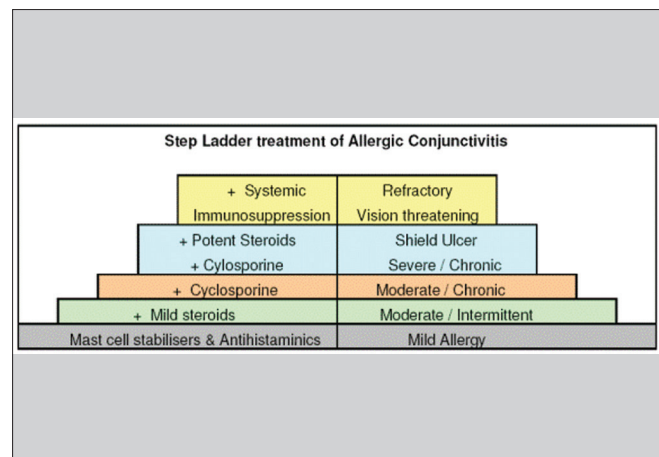 Step Ladder treatment of Allergic Conjunctivitis
+ Systemic Refractory
Immunosuppression Vision threatening
+ Potent Steroids Shield Ulcer
+ Cylosporine Severe / Chronic
+ Cyclosporine Moderate / Chronic
+ Mild steroids Moderate / Intermittent
Mast cell stabilisers & Antihistaminics Mild Allergy